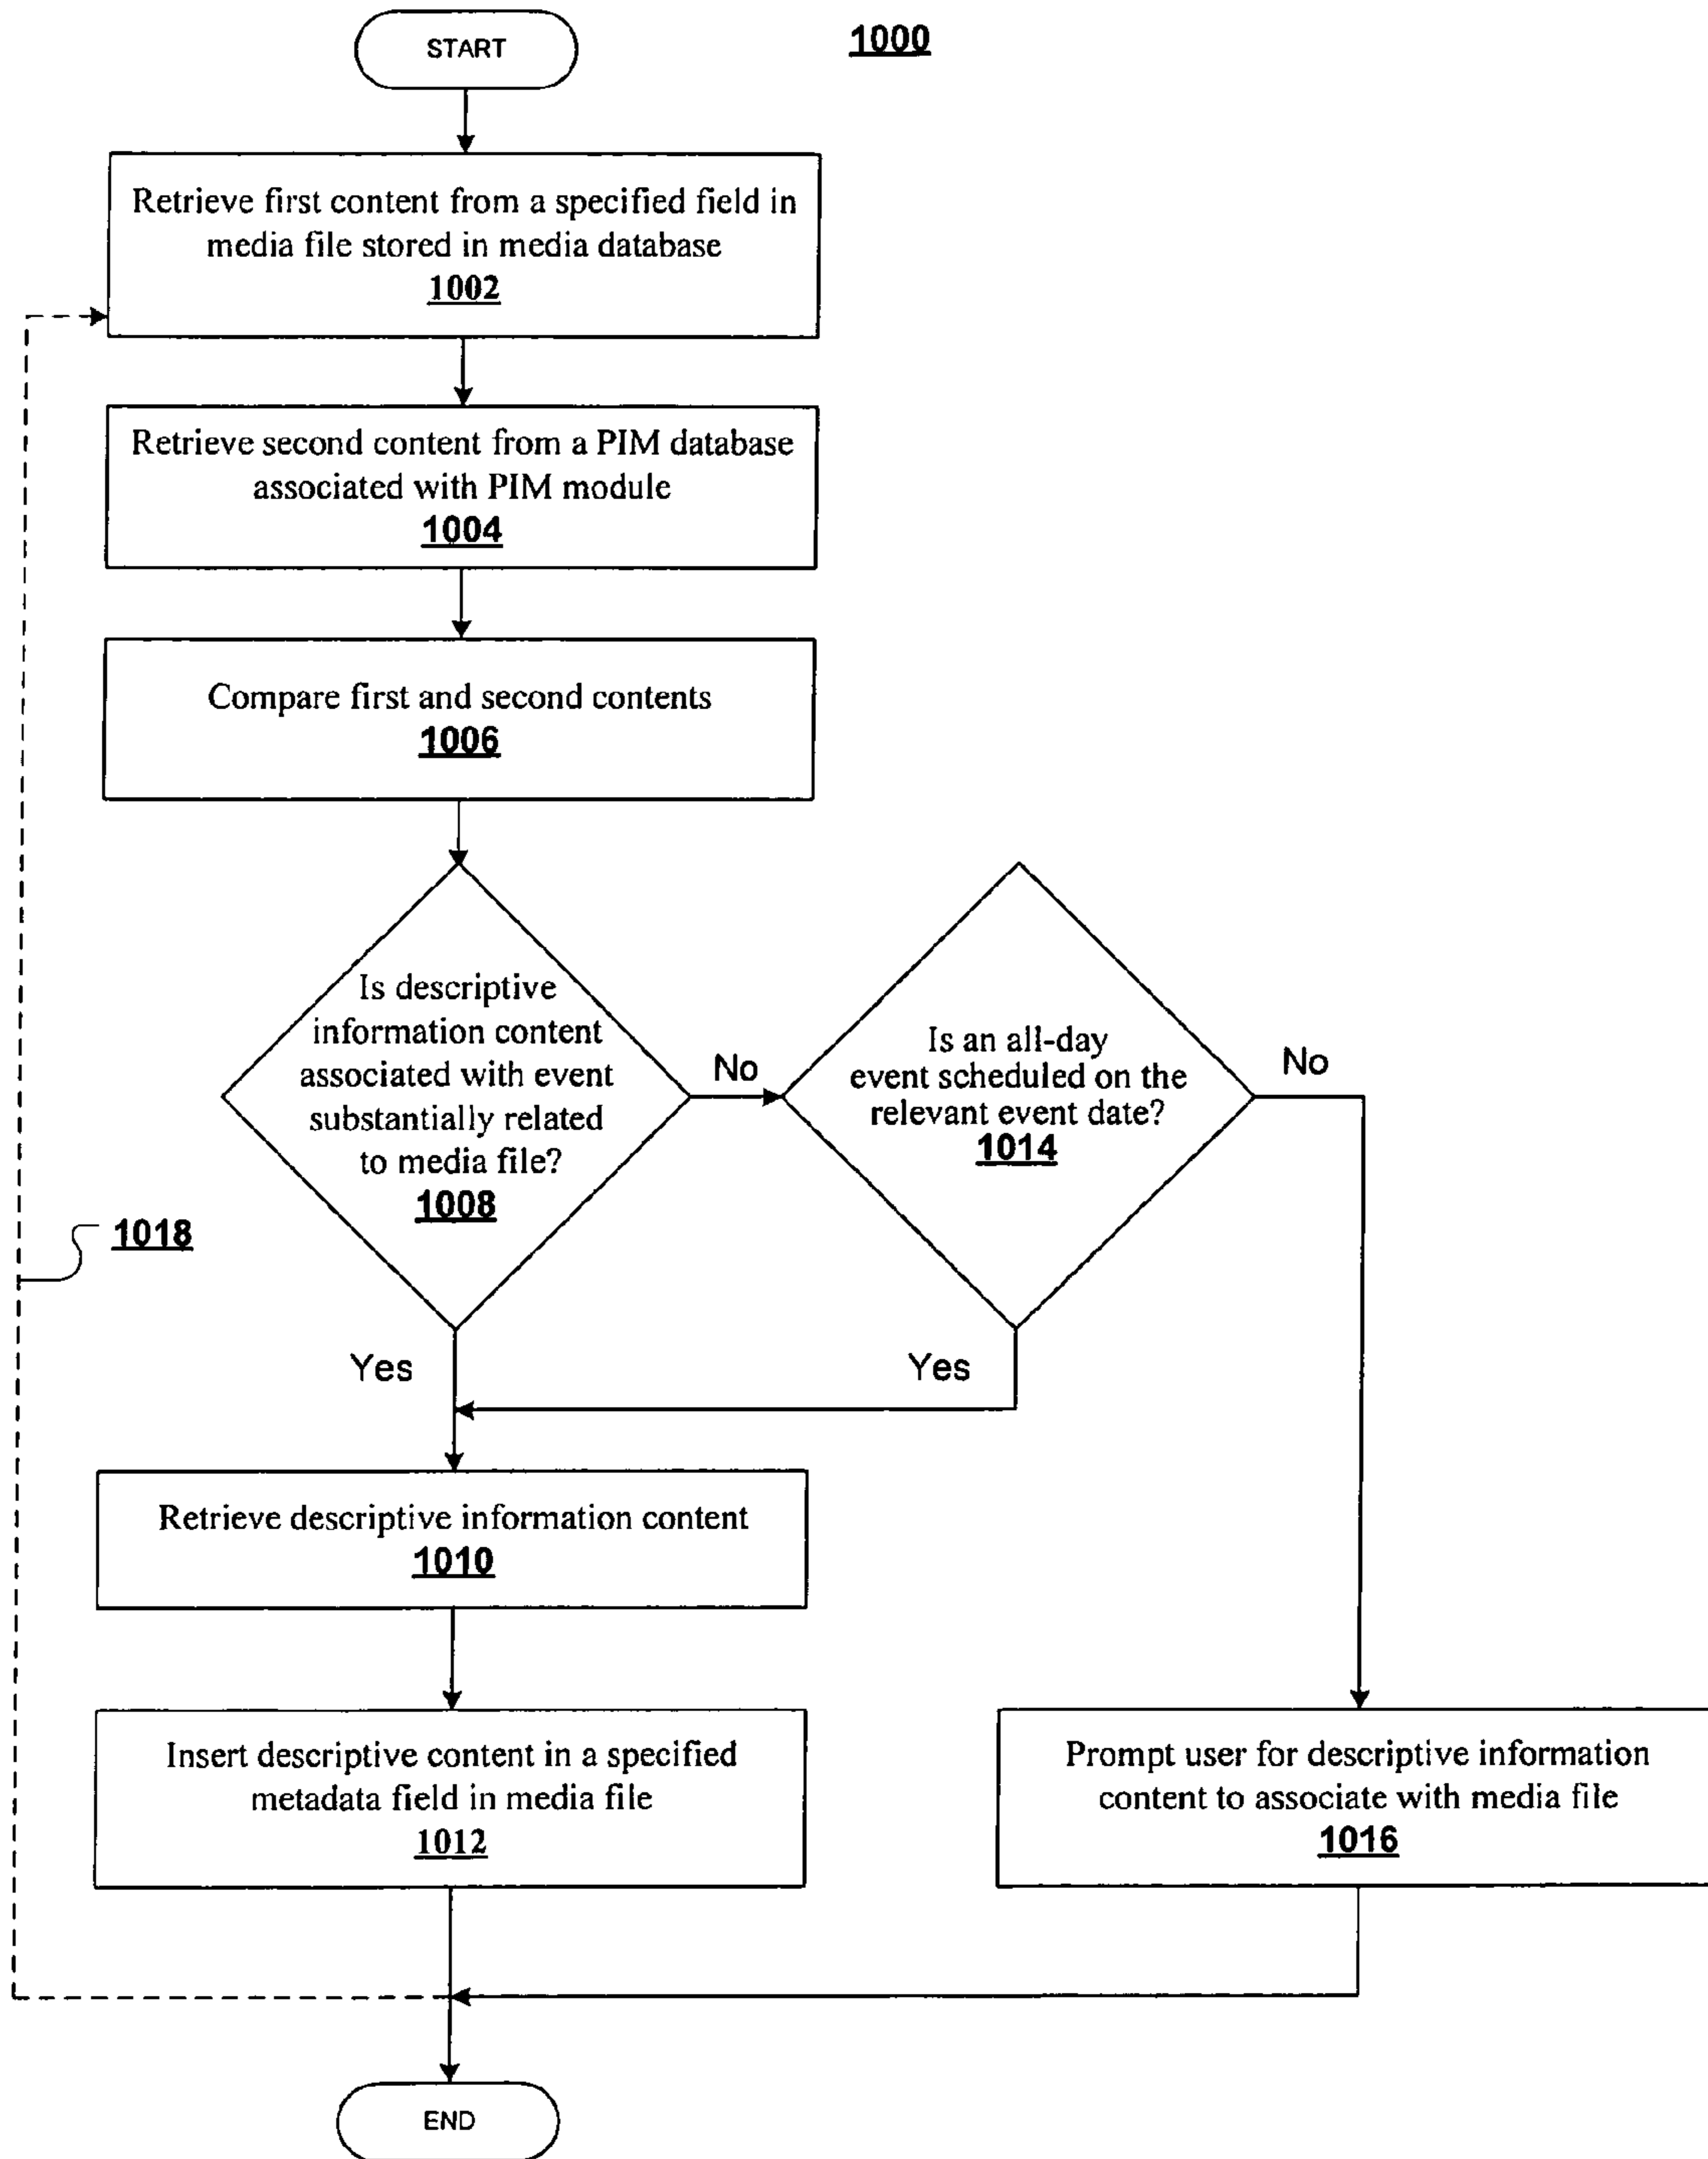 START
1000
Retrieve first content from a specified field in
media file stored in media database
1002
Retrieve second content from a PIM database
associated with PIM module
1004
Compare first and second contents
1006
Is descriptive
information content
associated with event
substantially related
to media file?
1008
No
Is an all-day
event scheduled on the
relevant event date?
1014
No
1018
Yes
Yes
Retrieve descriptive information content
1010
Insert descriptive content in a specified
metadata field in media file
1012
Prompt user for descriptive information
content to associate with media file
1016
END